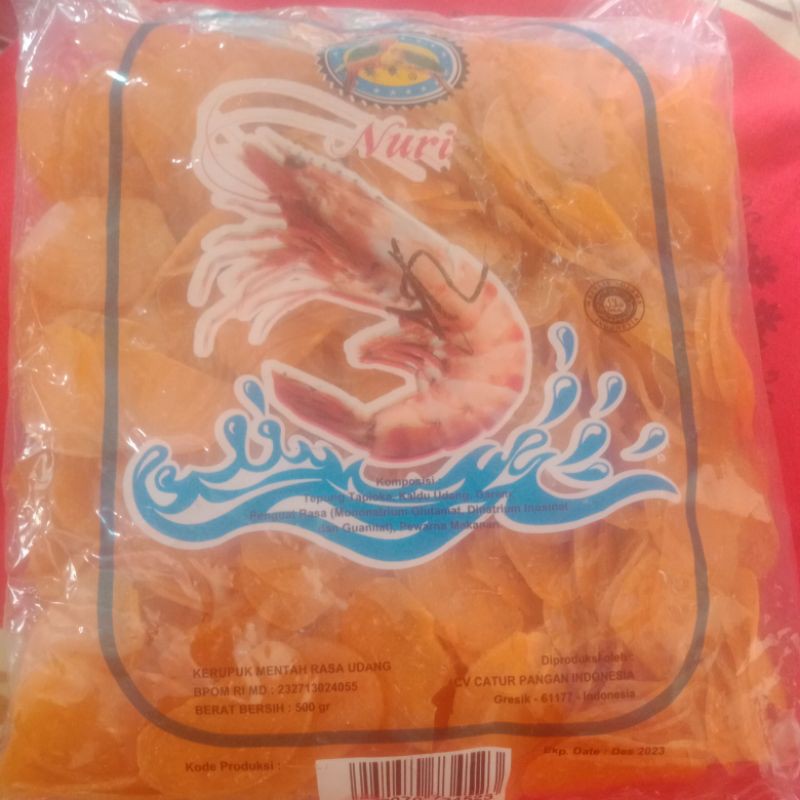 Nuri
Komposisi :
Tepung Tapioka, Kaldu Udang, Garam,
Penguat Rasa (Mononatrium Glutamat, Dinatrium Inosinat
dan Guanilat), Pewarna Makanan
KERUPUK MENTAH RASA UDANG
BPOM RI MD : 232713024055
BERAT BERSIH : 500 gr
Diproduksi oleh :
CV CATUR PANGAN INDONESIA
Gresik - 61177 - Indonesia
Exp. Date : Des 2023
Kode Produksi :